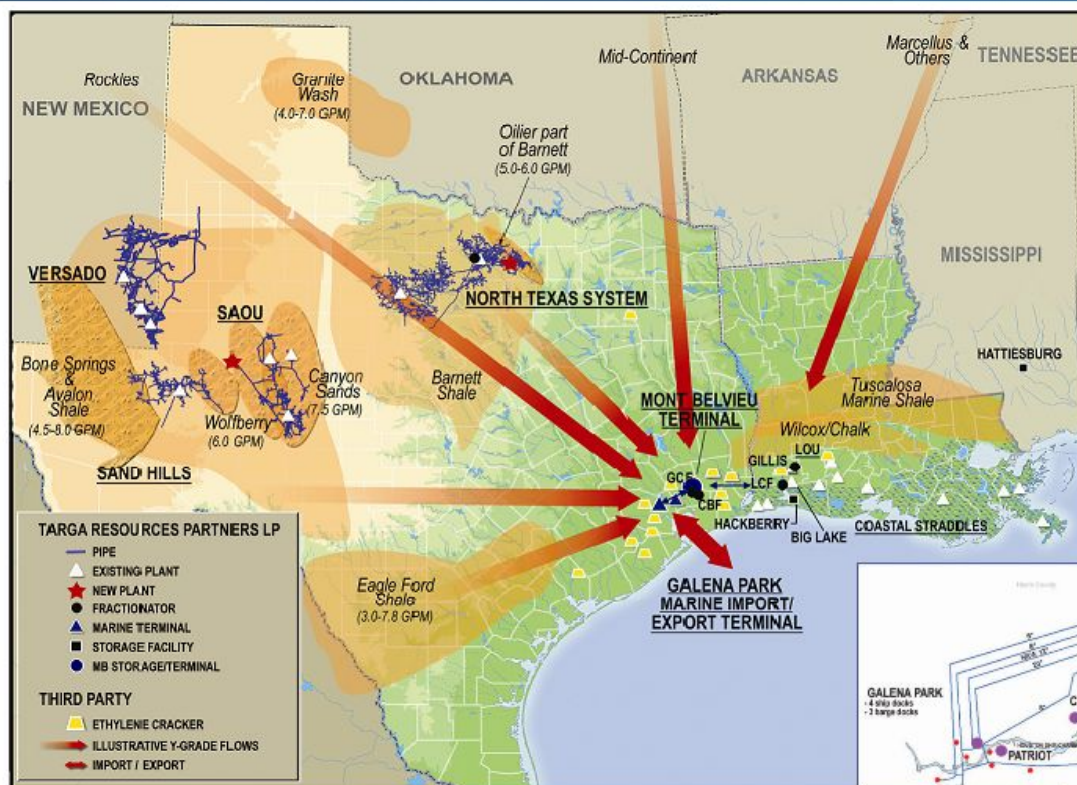 Rockies
NEW MEXICO
Granite
Wash
(4.0-7.0 GPM)
OKLAHOMA
Mid-Continent
ARKANSAS
Marcellus &
Others
TENNESSEE
Oilier part
of Barnett
(5.0-6.0 GPM)
MISSISSIPPI
VERSADO
SAOU
NORTH TEXAS SYSTEM
HATTIESBURG
Bone Springs
&
Avalon
Shale
(4.5-8.0 GPM)
Wolfberry
(6.0 GPM)
Canyon
Sands
(7.5 GPM)
Barnett
Shale
MONT BELVIEU
TERMINAL
Tuscalosa
Marine Shale
Wilcox/Chalk
SAND HILLS
GILLIS
LOU
GCF
LCF
CBF
HACKBERRY
BIG LAKE
COASTAL STRADDLES
TARGA RESOURCES PARTNERS LP
PIPE
EXISTING PLANT
NEW PLANT
FRACTIONATOR
MARINE TERMINAL
STORAGE FACILITY
MB STORAGE/TERMINAL
THIRD PARTY
ETHYLENE CRACKER
ILLUSTRATIVE Y-GRADE FLOWS
IMPORT / EXPORT
Eagle Ford
Shale
(3.0-7.8 GPM)
GALENA PARK
MARINE IMPORT/
EXPORT TERMINAL
GALENA PARK
- 4 ship docks
- 3 barge docks
PATRIOT